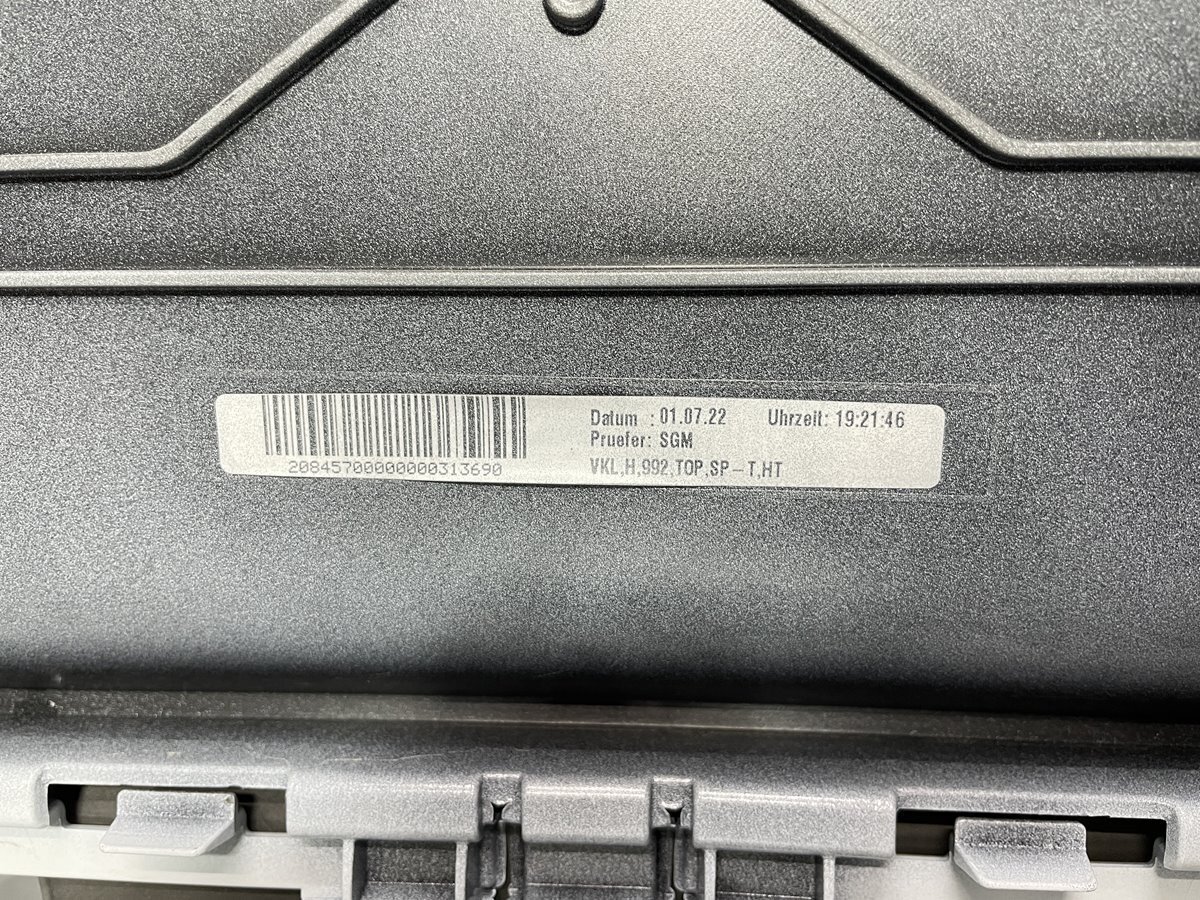 Datum : 01.07.22 Uhrzeit: 19:21:46
Pruefer: SGM
20845700000000313690 VKL,H,992,TOP,SP-T,HT